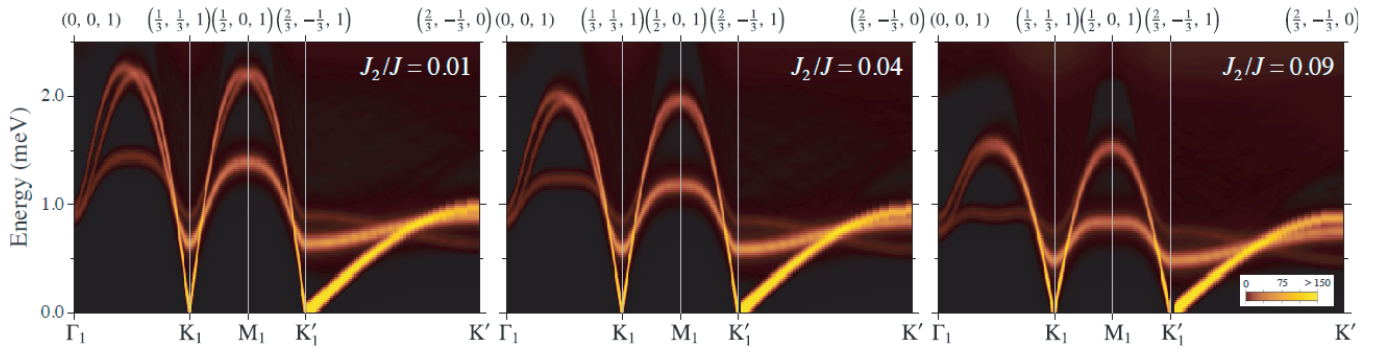 (0, 0, 1) (1/3, 1/3, 1) (1/2, 0, 1) (2/3, -1/3, 1) (2/3, -1/3, 0) (0, 0, 1) (1/3, 1/3, 1) (1/2, 0, 1) (2/3, -1/3, 1) (2/3, -1/3, 0) (0, 0, 1) (1/3, 1/3, 1) (1/2, 0, 1) (2/3, -1/3, 1) (2/3, -1/3, 0)
J₂/J = 0.01 J₂/J = 0.04 J₂/J = 0.09
2.0
Energy (meV)
1.0
0 75 > 150
0.0
Γ₁ K₁ M₁ K′₁ K′ Γ₁ K₁ M₁ K′₁ K′ Γ₁ K₁ M₁ K′₁ K′